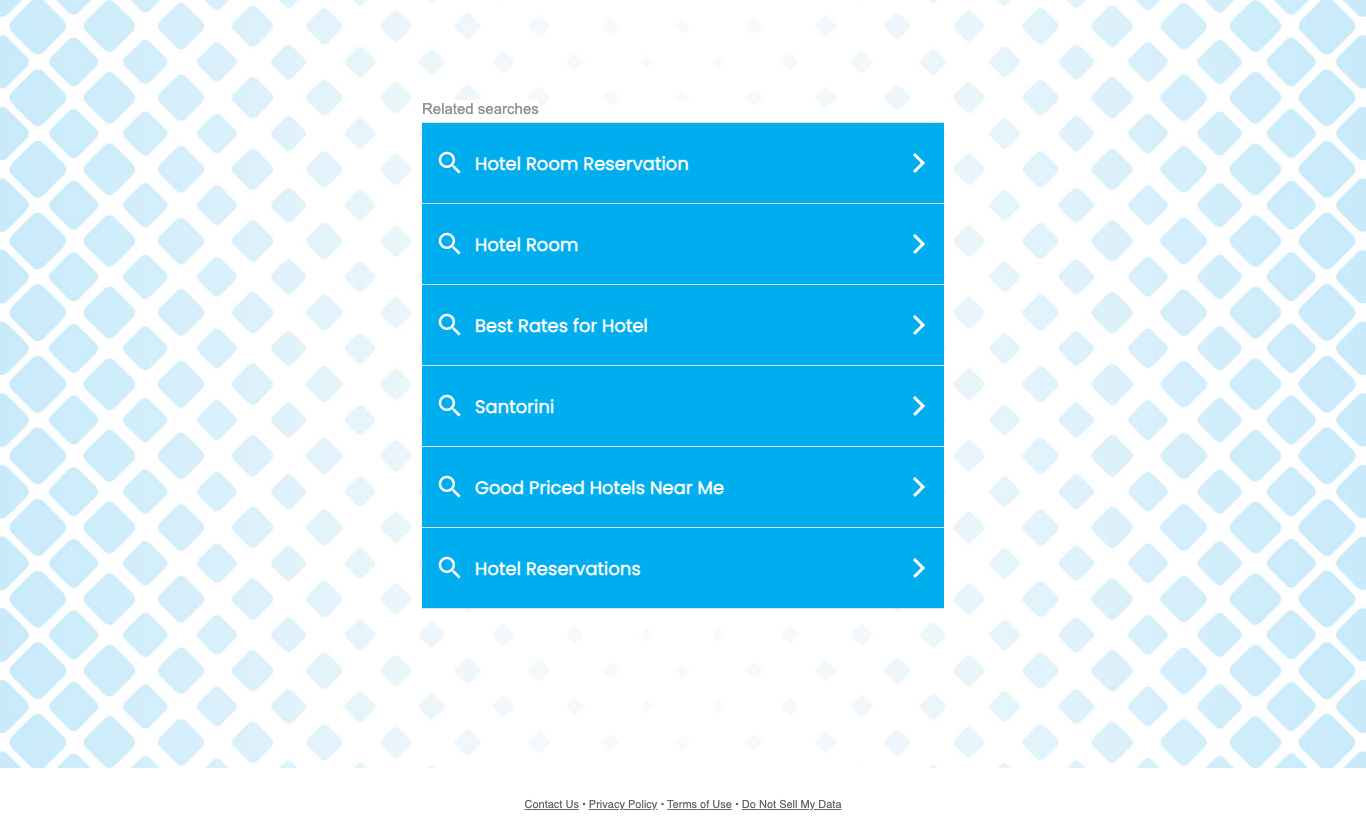 Related searches
Hotel Room Reservation
Hotel Room
Best Rates for Hotel
Santorini
Good Priced Hotels Near Me
Hotel Reservations
Contact Us • Privacy Policy • Terms of Use • Do Not Sell My Data